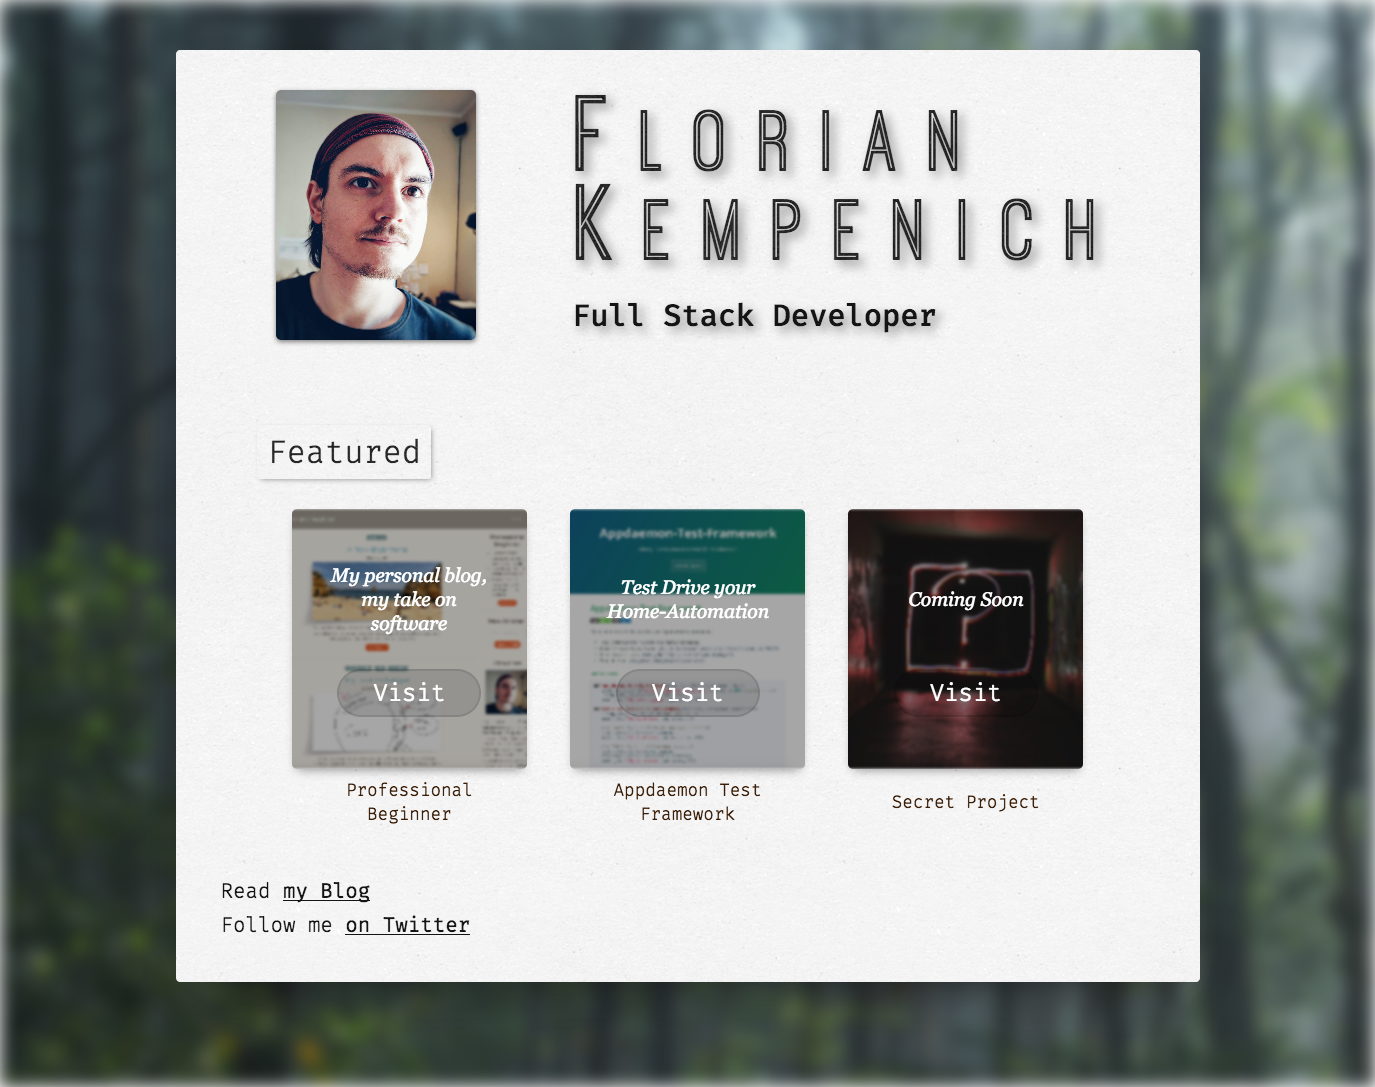 Florian
Kempenich
Full Stack Developer
Featured
My personal blog,
my take on
software
Visit
Professional
Beginner
Appdaemon-Test-Framework
Test Drive your
Home-Automation
Visit
Appdaemon Test
Framework
Coming Soon
Visit
Secret Project
Read my Blog
Follow me on Twitter